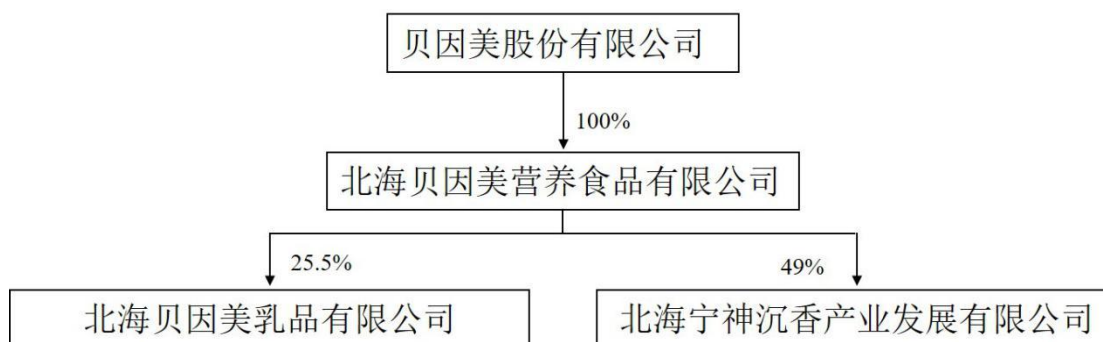 贝因美股份有限公司
100%
北海贝因美营养食品有限公司
25.5%
49%
北海贝因美乳品有限公司
北海宁神沉香产业发展有限公司